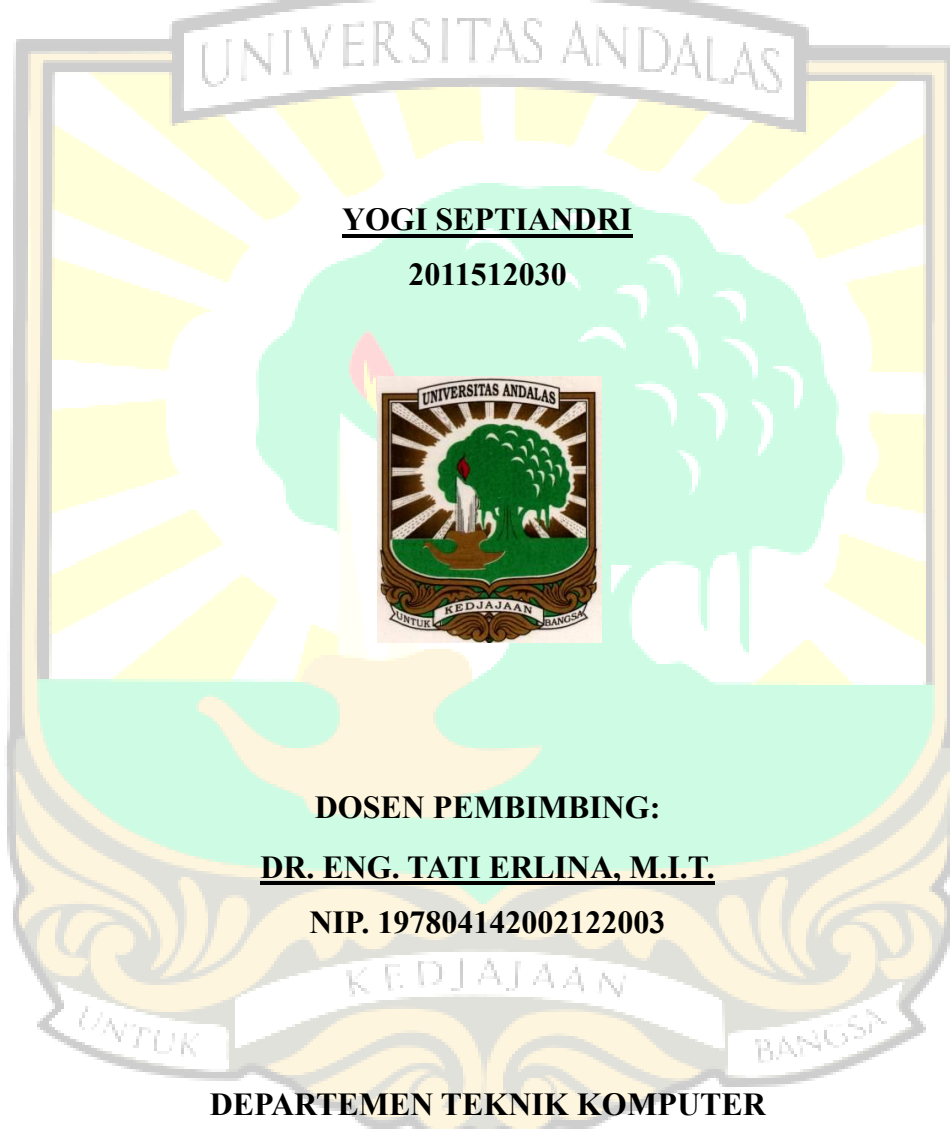 UNIVERSITAS ANDALAS
YOGI SEPTIANDRI
2011512030
UNIVERSITAS ANDALAS
UNTUK KEDJAJAAN BANGSA
DOSEN PEMBIMBING:
DR. ENG. TATI ERLINA, M.I.T.
NIP. 197804142002122003
UNTUK KEDJAJAAN BANGSA
DEPARTEMEN TEKNIK KOMPUTER